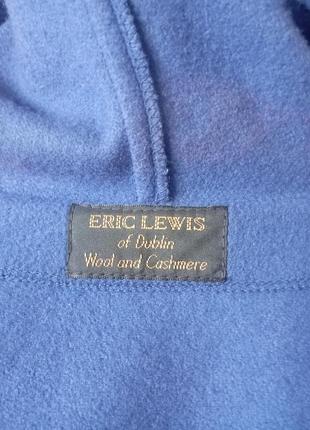 ERIC LEWIS
of Dublin
Wool and Cashmere